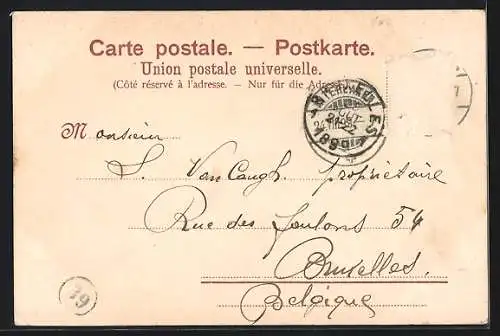 Carte postale. — Postkarte.
Union postale universelle.
(Côté réservé à l'adresse. — Nur für die Adresse.)
BRUXELLES
Monsieur
S. Van Caugh. propriétaire
Rue des Foulons 54
Bruxelles.
Belgique